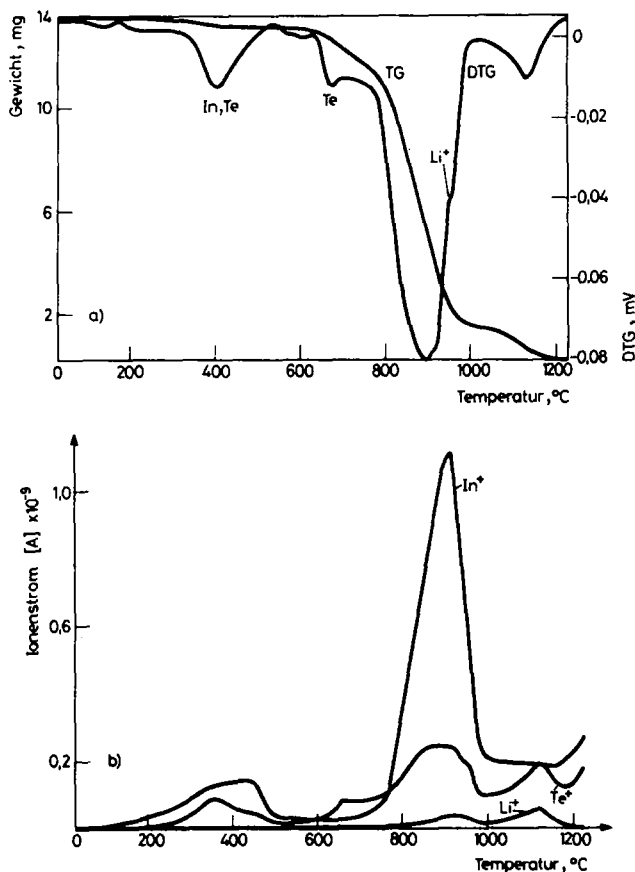 Gewicht, mg
14
10
6
2
0
-0,02
-0,04
-0,06
-0,08
DTG, mV
In,Te
Te
TG
Li⁺
DTG
a)
0
200
400
600
800
1000
1200
Temperatur,°C
Ionenstrom [A] x10⁻⁹
1,0
0,6
0,2
In⁺
b)
Li⁺
Te⁺
0
200
400
600
800
1000
1200
Temperatur,°C